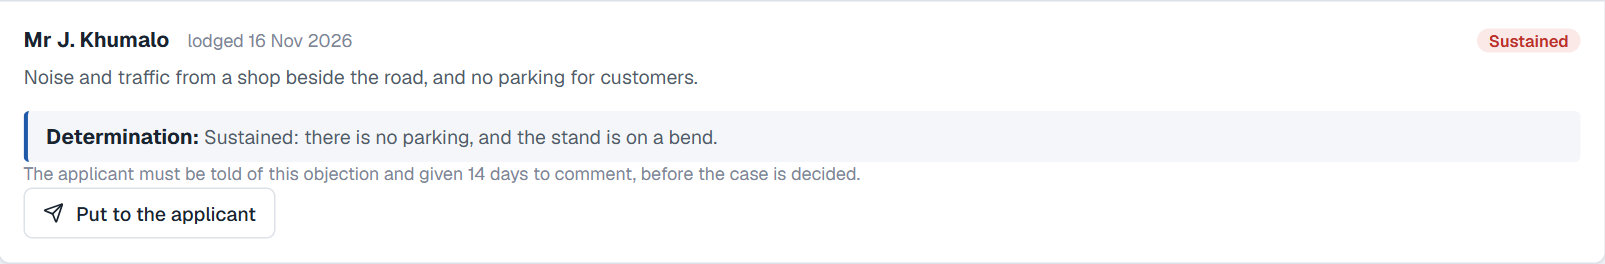 Mr J. Khumalo lodged 16 Nov 2026 Sustained
Noise and traffic from a shop beside the road, and no parking for customers.
Determination: Sustained: there is no parking, and the stand is on a bend.
The applicant must be told of this objection and given 14 days to comment, before the case is decided.
Put to the applicant